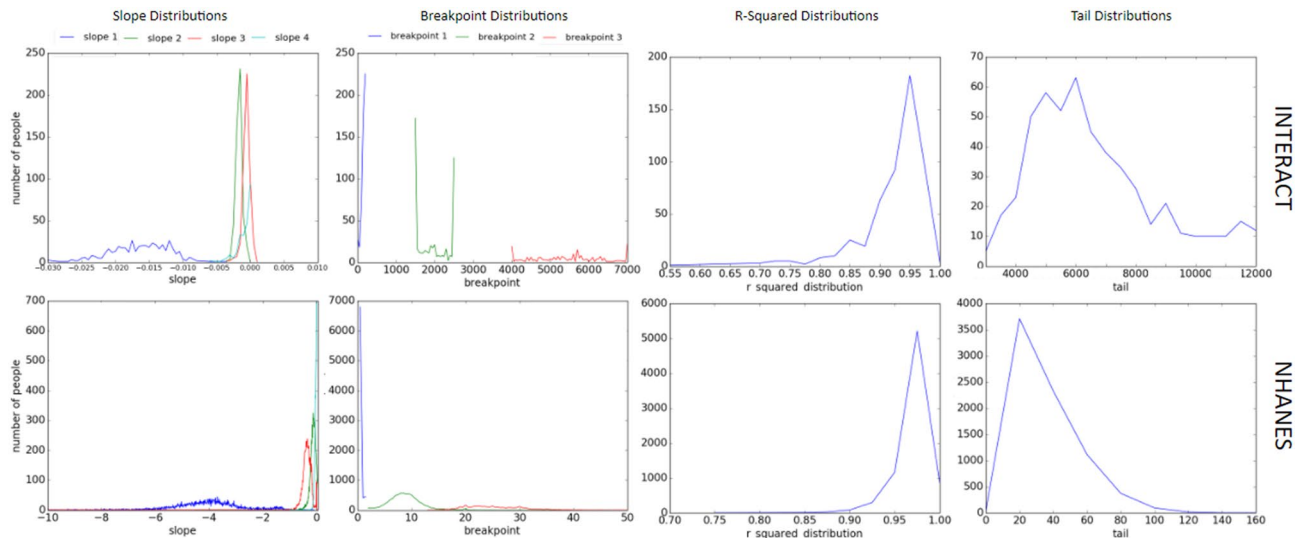 Slope Distributions
Breakpoint Distributions
R-Squared Distributions
Tail Distributions
slope 1 slope 2 slope 3 slope 4
breakpoint 1 breakpoint 2 breakpoint 3
250
200
150
100
50
0
number of people
−0.030 −0.025 −0.020 −0.015 −0.010 −0.005 0.000 0.005 0.010
slope
250
200
150
100
50
0
0 1000 2000 3000 4000 5000 6000 7000
breakpoint
200
150
100
50
0
0.55 0.60 0.65 0.70 0.75 0.80 0.85 0.90 0.95 1.00
r squared distribution
70
60
50
40
30
20
10
0
4000 6000 8000 10000 12000
tail
INTERACT
700
600
500
400
300
200
100
0
number of people
−10 −8 −6 −4 −2 0
slope
7000
6000
5000
4000
3000
2000
1000
0
0 10 20 30 40 50
breakpoint
6000
5000
4000
3000
2000
1000
0
0.70 0.75 0.80 0.85 0.90 0.95 1.00
r squared distribution
4000
3500
3000
2500
2000
1500
1000
500
0
0 20 40 60 80 100 120 140 160
tail
NHANES